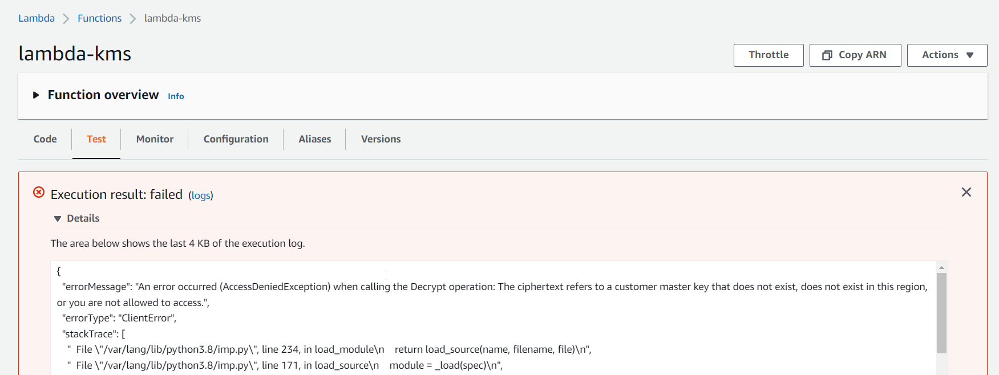 Lambda > Functions > lambda-kms
lambda-kms
Throttle Copy ARN Actions
Function overview Info
Code Test Monitor Configuration Aliases Versions
Execution result: failed (logs)
Details
The area below shows the last 4 KB of the execution log.
{
"errorMessage": "An error occurred (AccessDeniedException) when calling the Decrypt operation: The ciphertext refers to a customer master key that does not exist, does not exist in this region,
or you are not allowed to access.",
"errorType": "ClientError",
"stackTrace": [
" File \"/var/lang/lib/python3.8/imp.py\", line 234, in load_module\n return load_source(name, filename, file)\n",
" File \"/var/lang/lib/python3.8/imp.py\", line 171, in load_source\n module = _load(spec)\n",